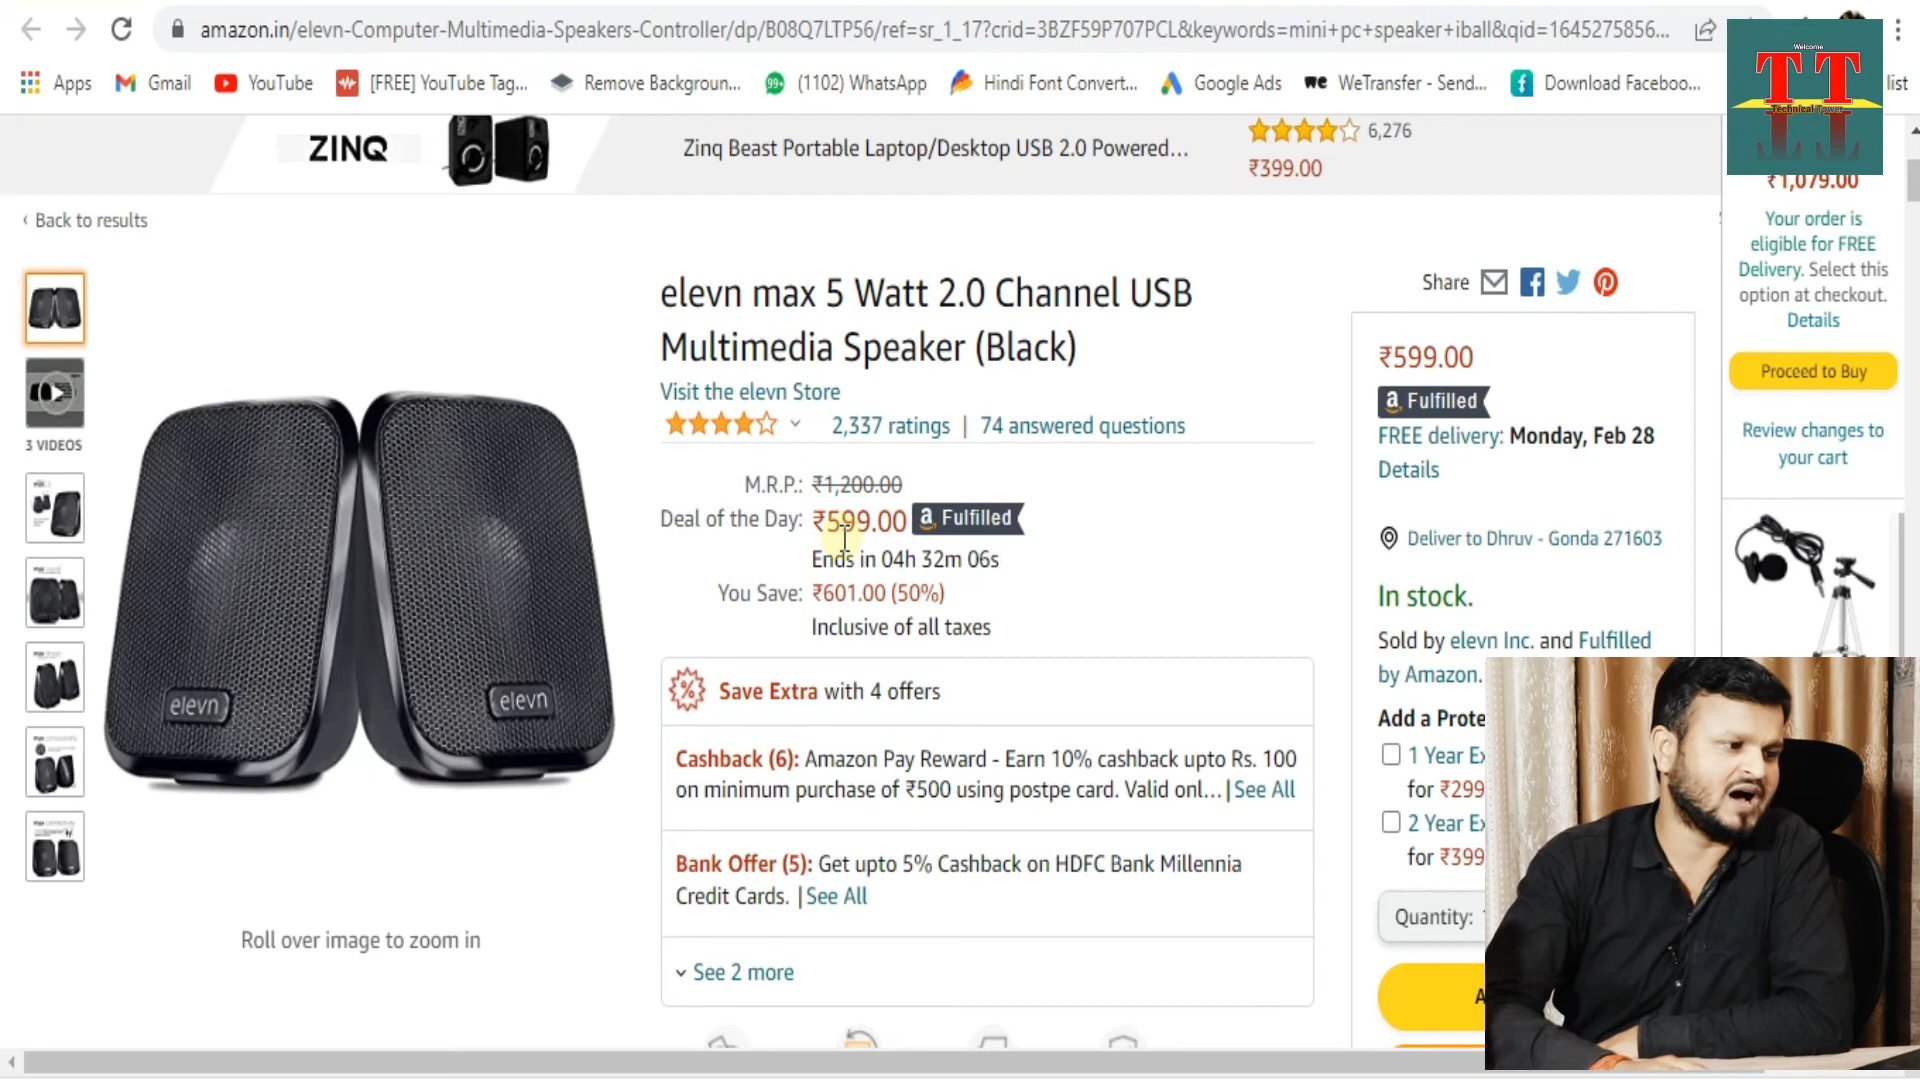 amazon.in/elevn-Computer-Multimedia-Speakers-Controller/dp/B08Q7LTP56/ref=sr_1_17?crid=3BZF59P707PCL&keywords=mini+pc+speaker+iball&qid=1645275856...
Apps Gmail YouTube [FREE] YouTube Tag... Remove Backgroun... 99+ (1102) WhatsApp Hindi Font Convert... Google Ads we WeTransfer - Send... Download Faceboo... list
Welcome
TT
Technical Tower
ZINQ
Zinq Beast Portable Laptop/Desktop USB 2.0 Powered...
6,276
₹399.00
₹1,079.00
Your order is
eligible for FREE
Delivery. Select this
option at checkout.
Details
Proceed to Buy
Review changes to
your cart
‹ Back to results
3 VIDEOS
elevn
elevn
Roll over image to zoom in
elevn max 5 Watt 2.0 Channel USB
Multimedia Speaker (Black)
Visit the elevn Store
2,337 ratings | 74 answered questions
M.R.P.: ₹1,200.00
Deal of the Day: ₹599.00 a Fulfilled
Ends in 04h 32m 06s
You Save: ₹601.00 (50%)
Inclusive of all taxes
% Save Extra with 4 offers
Cashback (6): Amazon Pay Reward - Earn 10% cashback upto Rs. 100
on minimum purchase of ₹500 using postpe card. Valid onl... | See All
Bank Offer (5): Get upto 5% Cashback on HDFC Bank Millennia
Credit Cards. | See All
See 2 more
Share
₹599.00
a Fulfilled
FREE delivery: Monday, Feb 28
Details
Deliver to Dhruv - Gonda 271603
In stock.
Sold by elevn Inc. and Fulfilled
by Amazon.
Add a Prote
1 Year Ex
for ₹299
2 Year Ex
for ₹399
Quantity:
A